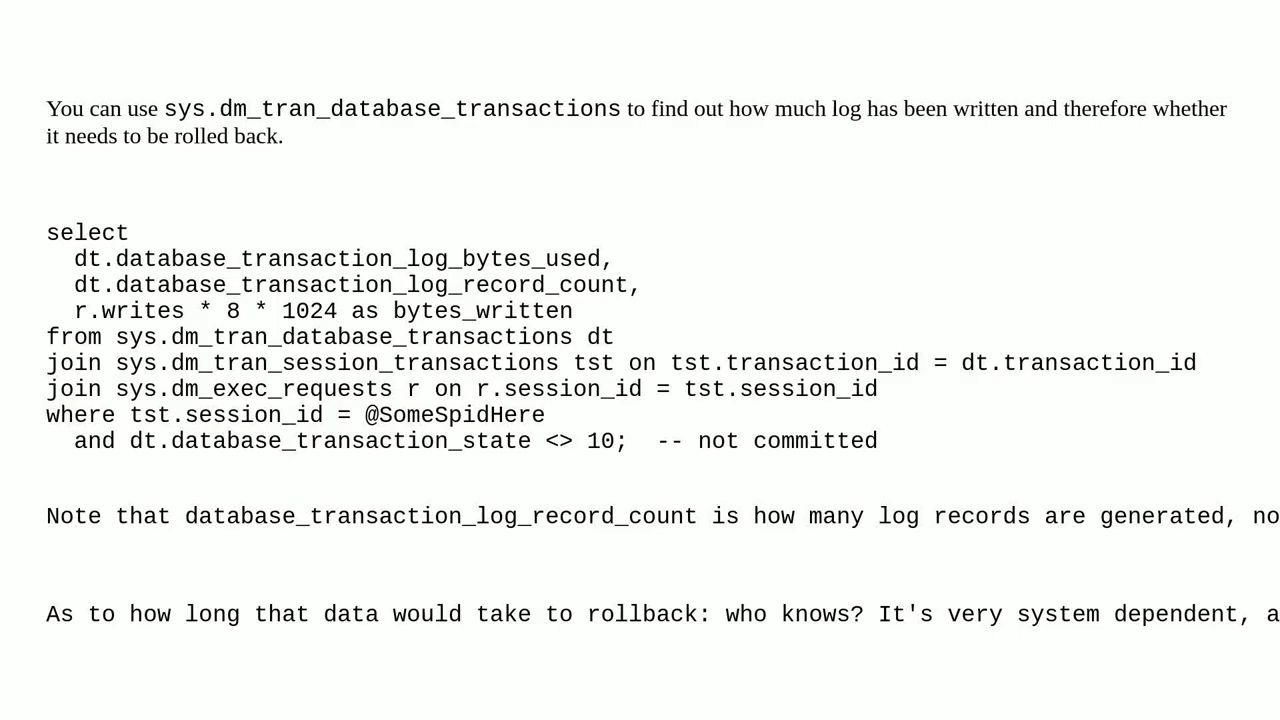 You can use sys.dm_tran_database_transactions to find out how much log has been written and therefore whether
it needs to be rolled back.
select
  dt.database_transaction_log_bytes_used,
  dt.database_transaction_log_record_count,
  r.writes * 8 * 1024 as bytes_written
from sys.dm_tran_database_transactions dt
join sys.dm_tran_session_transactions tst on tst.transaction_id = dt.transaction_id
join sys.dm_exec_requests r on r.session_id = tst.session_id
where tst.session_id = @SomeSpidHere
  and dt.database_transaction_state <> 10;  -- not committed
Note that database_transaction_log_record_count is how many log records are generated,
As to how long that data would take to rollback: who knows? It's very system dependent,